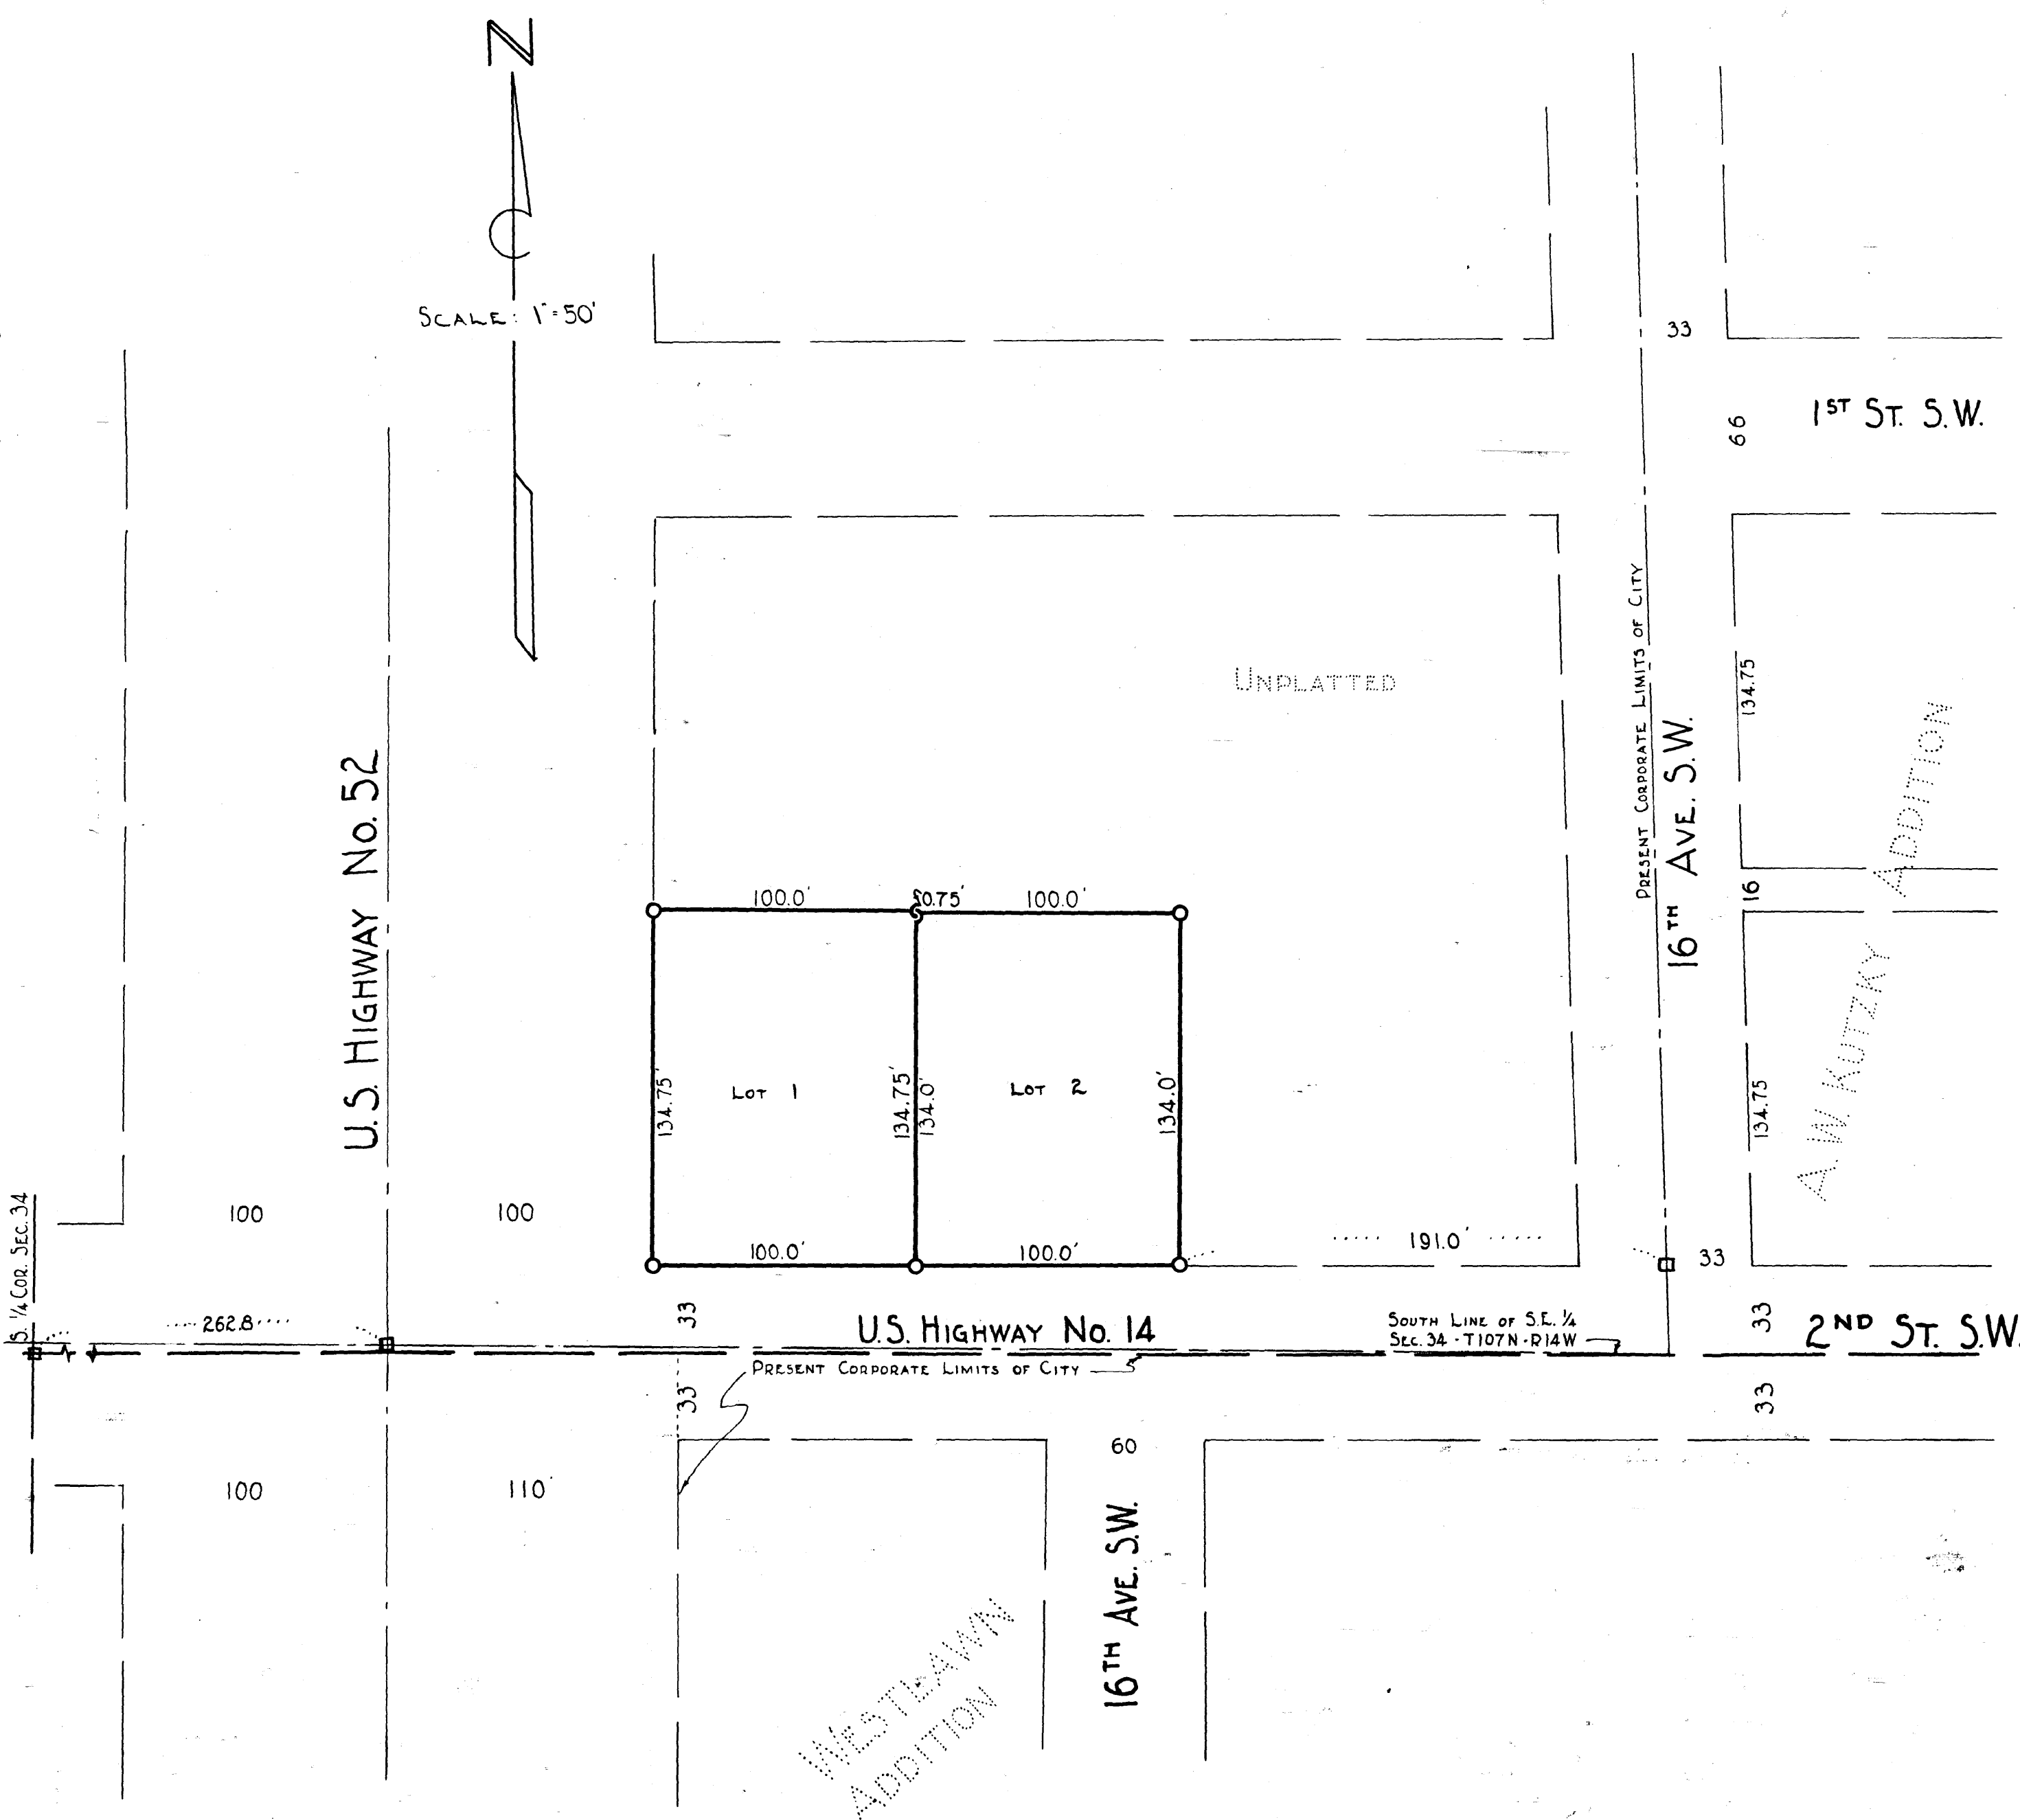 N
SCALE: 1"=50'
33
1ST ST. S.W.
66
PRESENT CORPORATE LIMITS OF CITY
UNPLATTED
134.75
16TH AVE. S.W.
ADDITION
U.S. HIGHWAY No. 52
100.0'
0.75'
100.0'
16
A.W. KUTZKY
134.75'
LOT 1
134.75'
134.0'
LOT 2
134.0'
134.75
S. 1/4 COR. SEC. 34
100
100
100.0'
100.0'
191.0'
33
262.8
33
U.S. HIGHWAY No. 14
SOUTH LINE OF S.E. 1/4
SEC. 34 - T107N - R14W
33
2ND ST. S.W.
PRESENT CORPORATE LIMITS OF CITY
33
33
60
100
110'
16TH AVE. S.W.
WESTLAWN
ADDITION